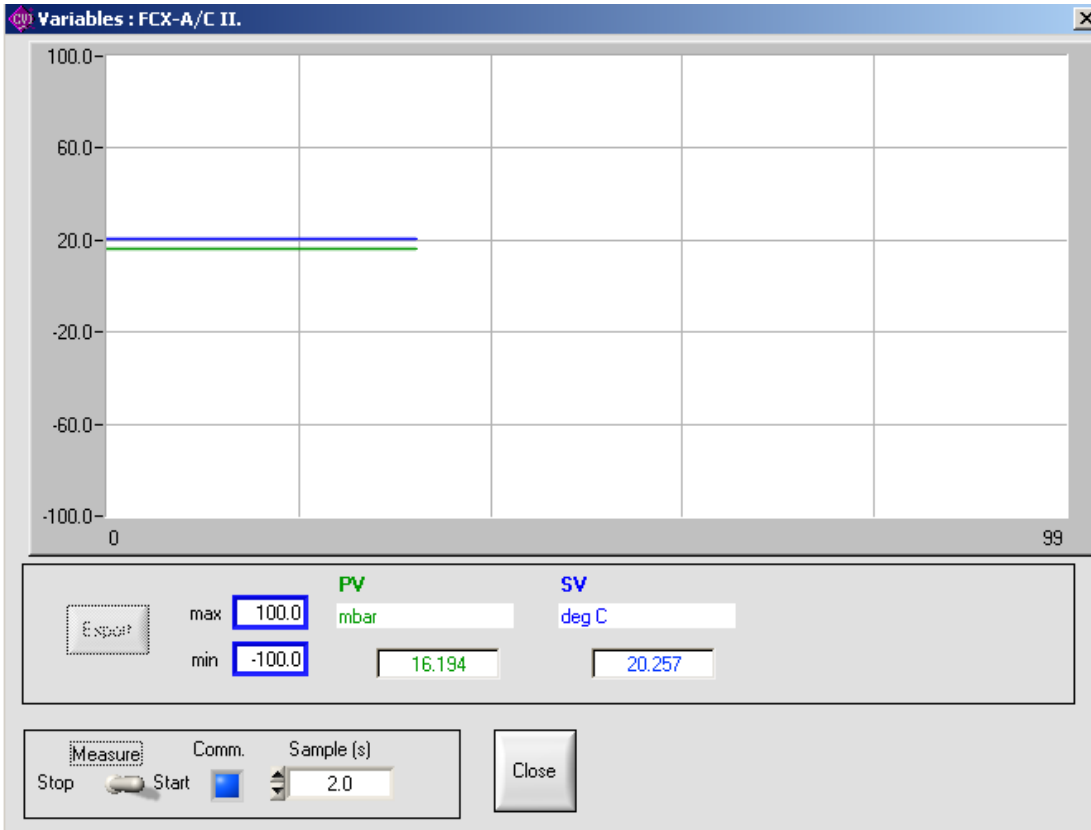 CVI Variables : FCX-A/C II.
100.0
60.0
20.0
-20.0
-60.0
-100.0
0 99
PV SV
Export max 100.0 mbar deg C
min -100.0 16.194 20.257
Measure Comm. Sample (s)
Stop Start 2.0 Close